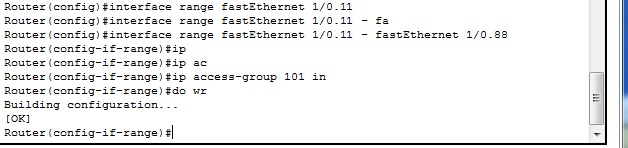 Router(config)#interface range fastEthernet 1/0.11
Router(config)#interface range fastEthernet 1/0.11 - fa
Router(config)#interface range fastEthernet 1/0.11 - fastEthernet 1/0.88
Router(config-if-range)#ip
Router(config-if-range)#ip ac
Router(config-if-range)#ip access-group 101 in
Router(config-if-range)#do wr
Building configuration...
[OK]
Router(config-if-range)#